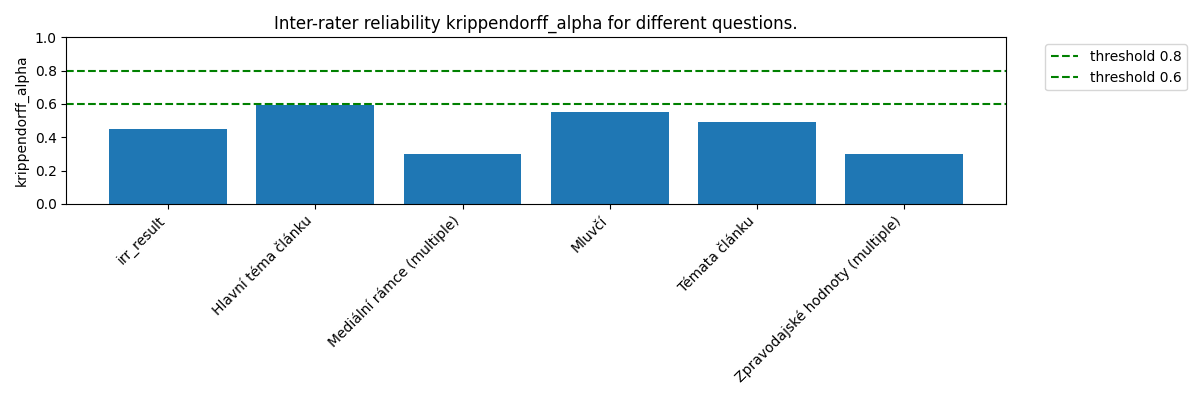 Inter-rater reliability krippendorff_alpha for different questions.
krippendorff_alpha
1.0
0.8
0.6
0.4
0.2
0.0
irr_result
Hlavní téma článku
Mediální rámce (multiple)
Mluvčí
Témata článku
Zpravodajské hodnoty (multiple)
threshold 0.8
threshold 0.6